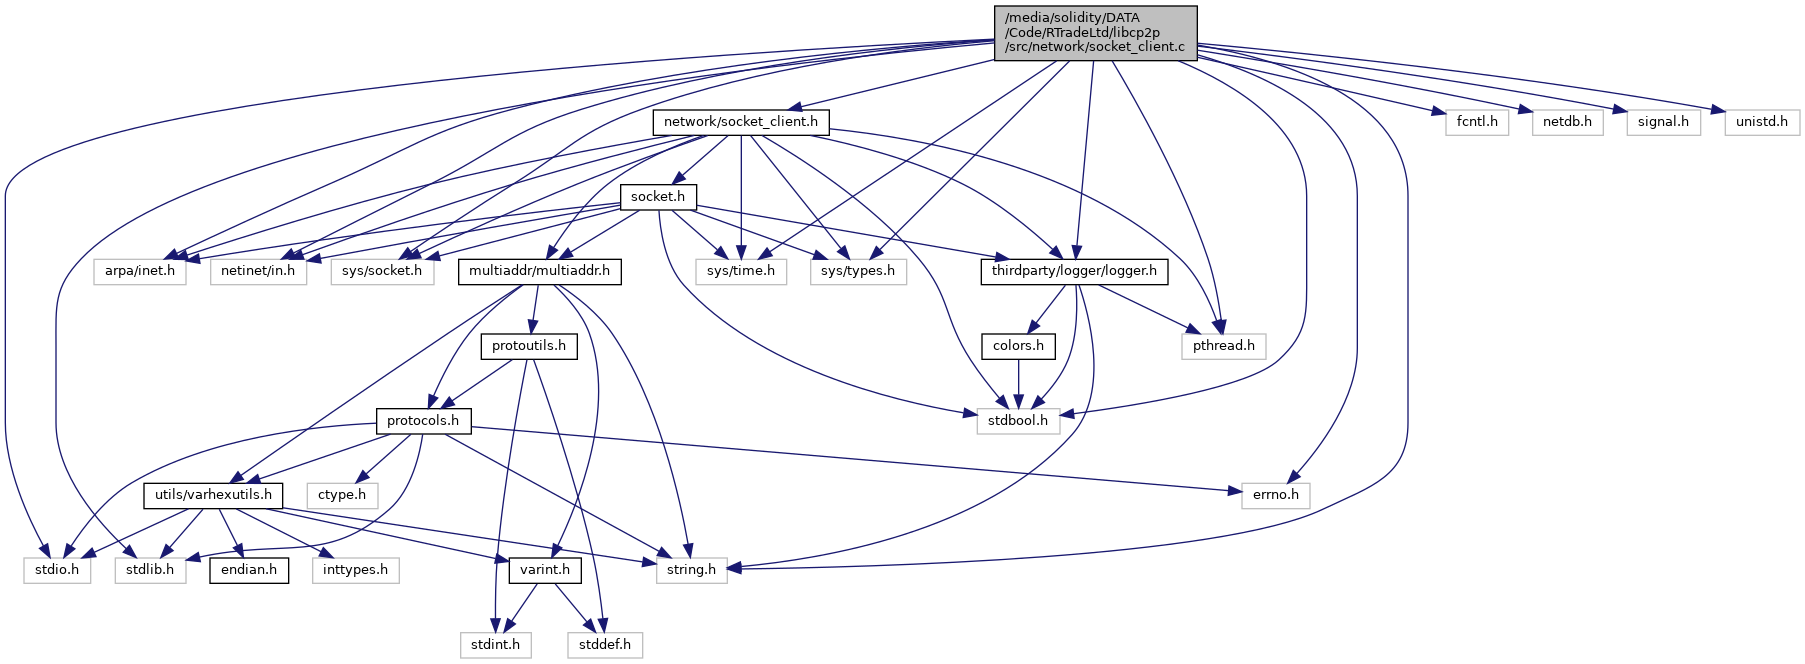 /media/solidity/DATA
/Code/RTradeLtd/libcp2p
/src/network/socket_client.c
network/socket_client.h
fcntl.h
netdb.h
signal.h
unistd.h
socket.h
arpa/inet.h
netinet/in.h
sys/socket.h
multiaddr/multiaddr.h
sys/time.h
sys/types.h
thirdparty/logger/logger.h
protoutils.h
colors.h
pthread.h
protocols.h
stdbool.h
utils/varhexutils.h
ctype.h
errno.h
stdio.h
stdlib.h
endian.h
inttypes.h
varint.h
string.h
stdint.h
stddef.h